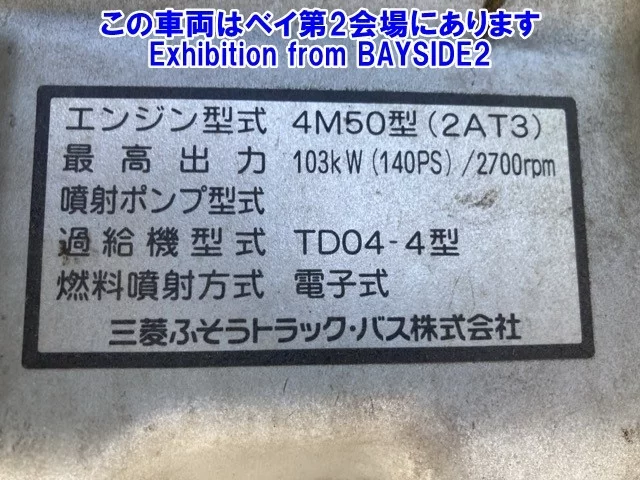 この車両はベイ第2会場にあります
Exhibition from BAYSIDE2
エンジン型式 4M50型(2AT3)
最高出力 103kW(140PS)/2700rpm
噴射ポンプ型式
過給機型式 TD04-4型
燃料噴射方式 電子式
三菱ふそうトラック・バス株式会社